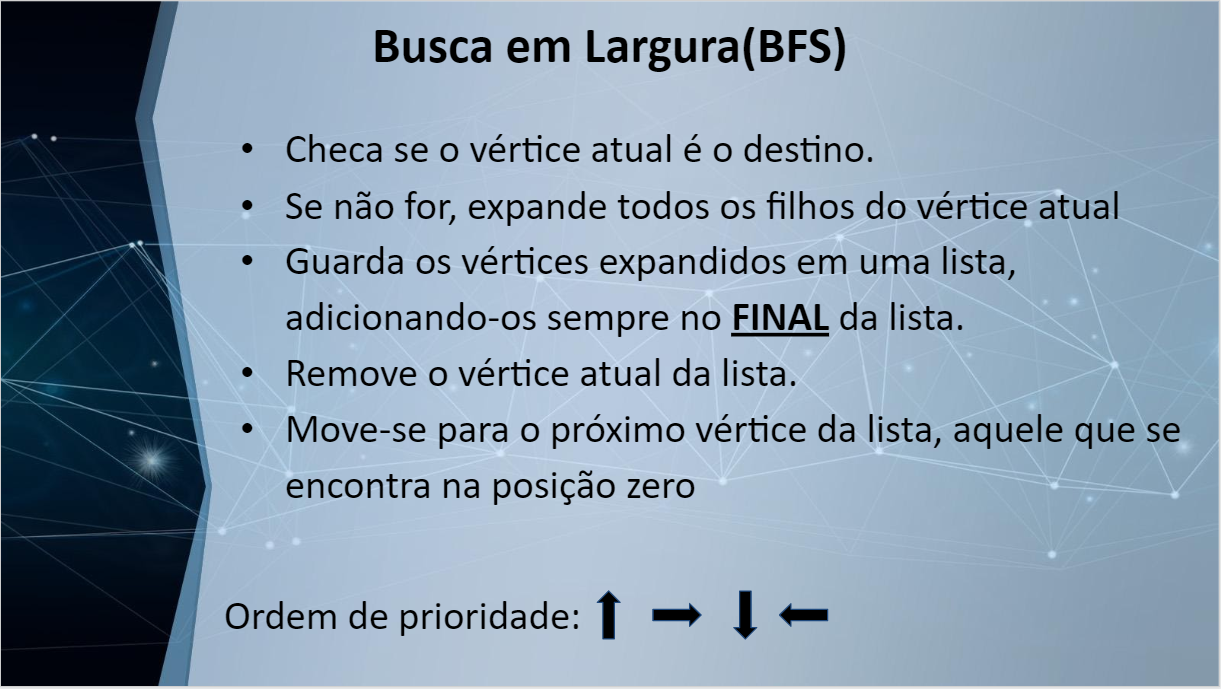 Busca em Largura(BFS)
• Checa se o vértice atual é o destino.
• Se não for, expande todos os filhos do vértice atual
• Guarda os vértices expandidos em uma lista,
adicionando-os sempre no FINAL da lista.
• Remove o vértice atual da lista.
• Move-se para o próximo vértice da lista, aquele que se
encontra na posição zero
Ordem de prioridade: